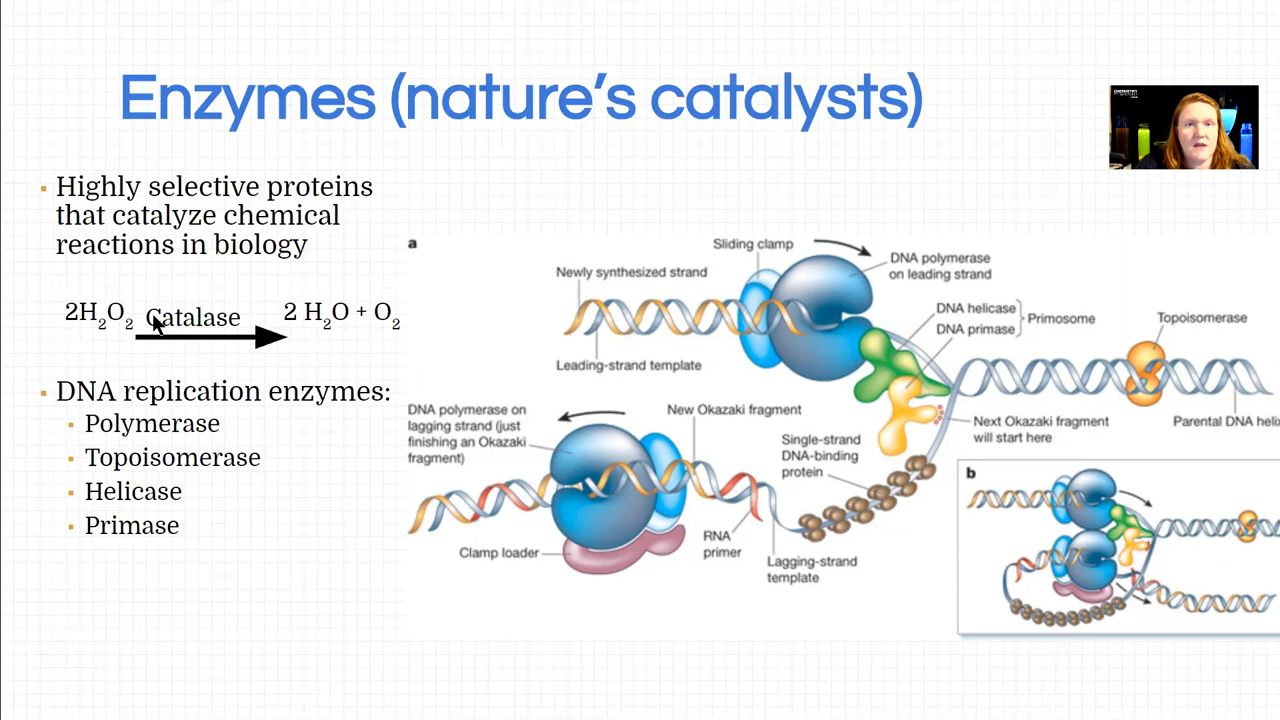 Enzymes (nature's catalysts)
▪ Highly selective proteins
that catalyze chemical
reactions in biology
2H₂O₂ Catalase 2 H₂O + O₂
▪ DNA replication enzymes:
▪ Polymerase
▪ Topoisomerase
▪ Helicase
▪ Primase
a
Sliding clamp
DNA polymerase
on leading strand
Newly synthesized strand
DNA helicase
DNA primase
Primosome
Topoisomerase
Leading-strand template
DNA polymerase on
lagging strand (just
finishing an Okazaki
fragment)
New Okazaki fragment
Next Okazaki fragment
will start here
Parental DNA helix
Single-strand
DNA-binding
protein
Clamp loader
RNA
primer
Lagging-strand
template
b
CHEMISTRY